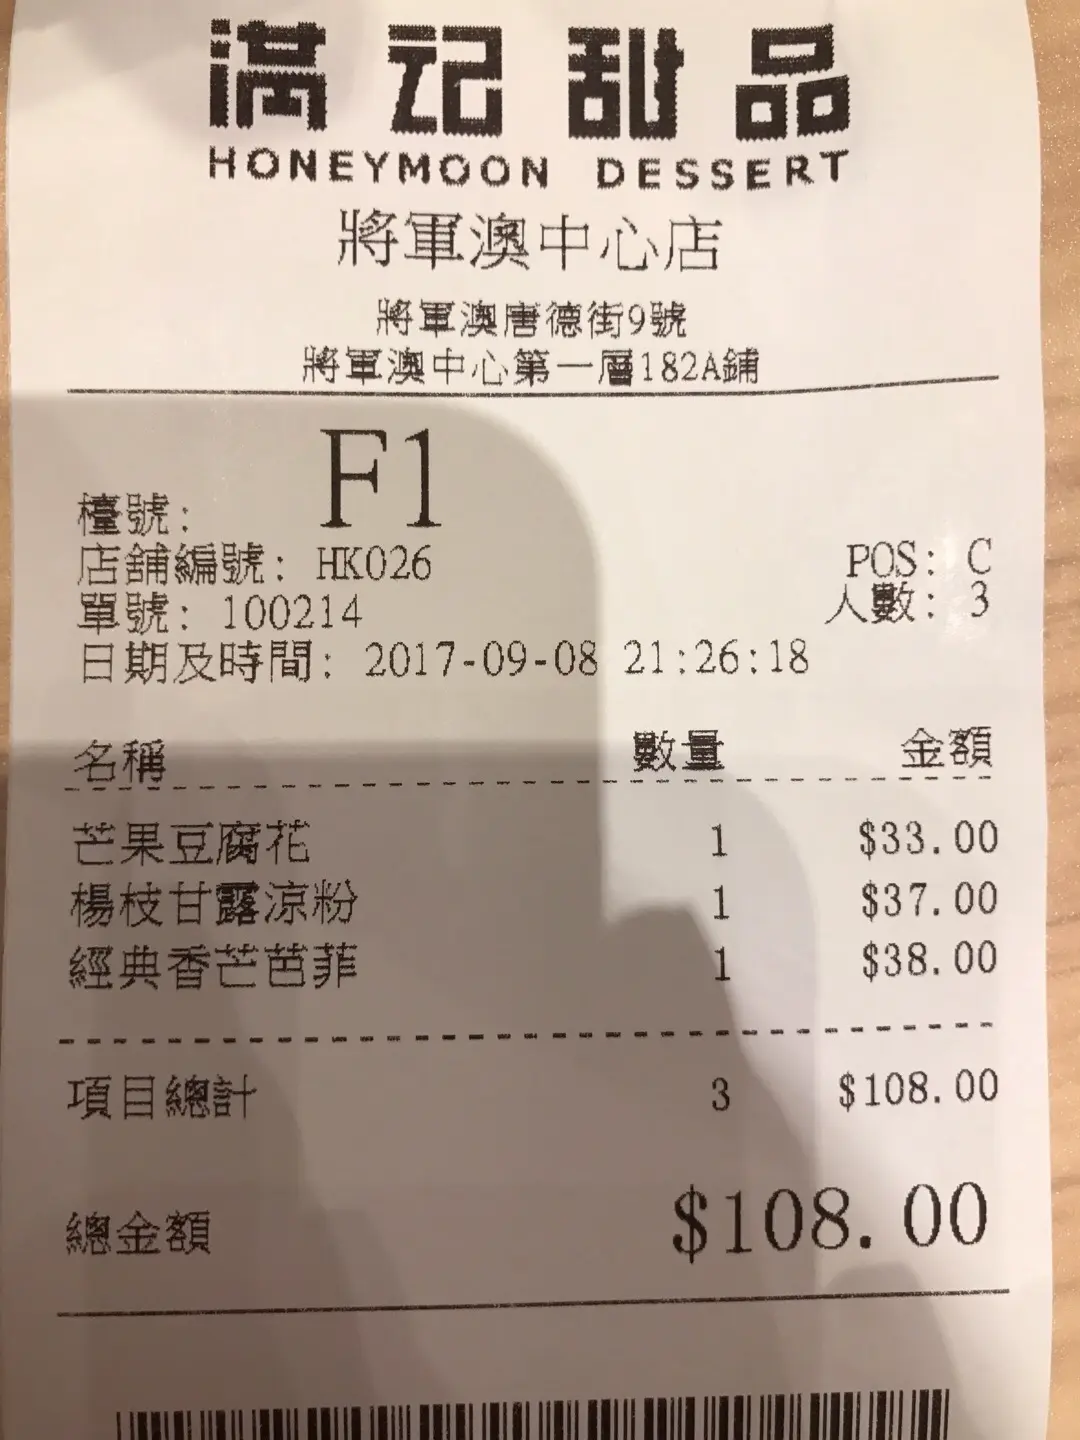 满记甜品
HONEYMOON DESSERT
將軍澳中心店
將軍澳唐德街9號
將軍澳中心第一層182A鋪
檯號: F1
店舖編號: HK026 POS: C
單號: 100214 人數: 3
日期及時間: 2017-09-08 21:26:18
名稱 數量 金額
芒果豆腐花 1 $33.00
楊枝甘露涼粉 1 $37.00
經典香芒芭菲 1 $38.00
項目總計 3 $108.00
總金額 $108.00